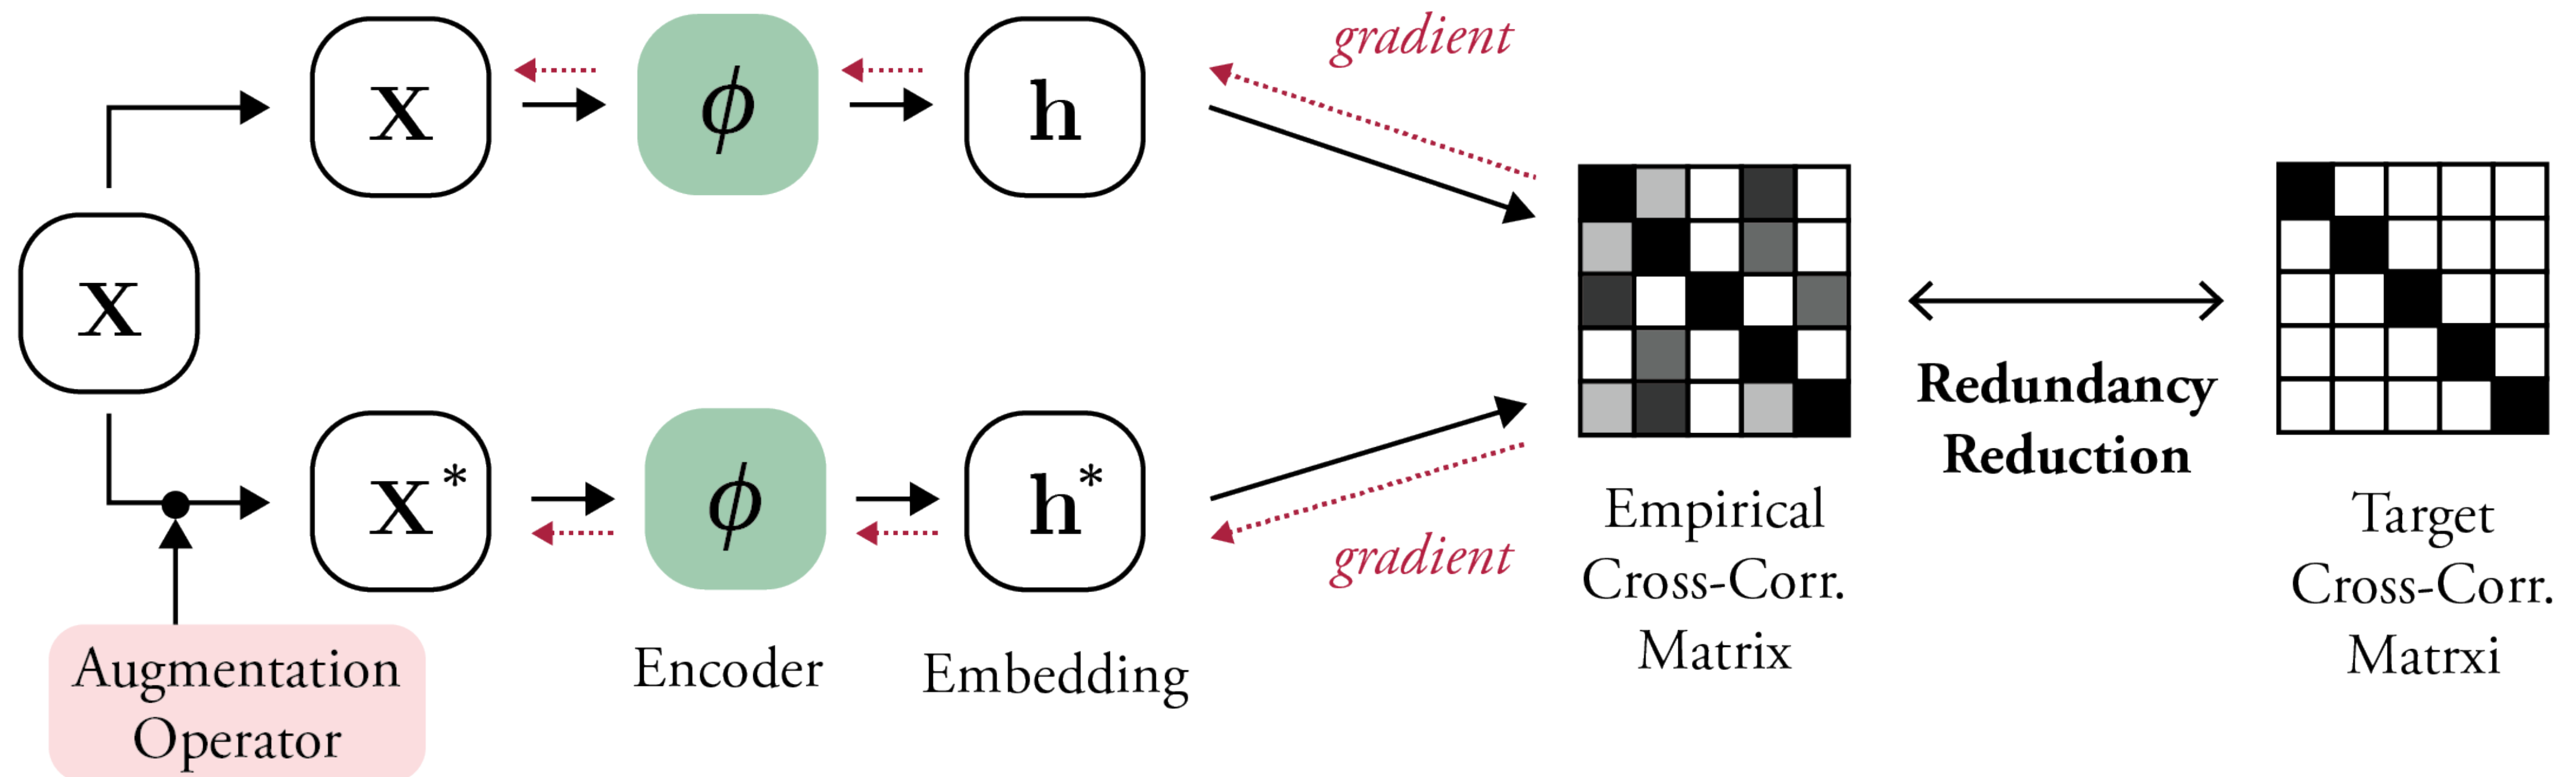 gradient
x
ϕ
h
x
x*
ϕ
h*
gradient
Redundancy
Reduction
Empirical
Cross-Corr.
Matrix
Target
Cross-Corr.
Matrxi
Augmentation
Operator
Encoder
Embedding